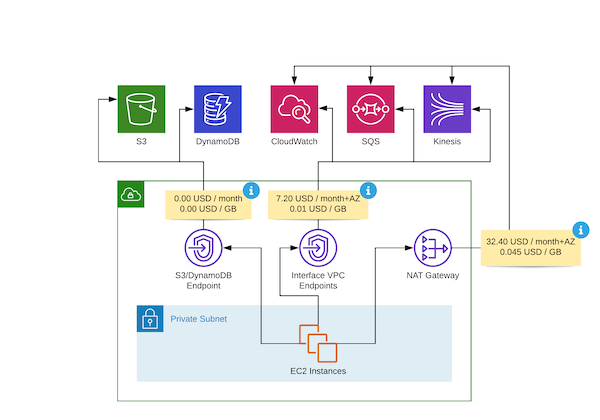 S3
DynamoDB
CloudWatch
SQS
Kinesis
0.00 USD / month
0.00 USD / GB
i
7.20 USD / month+AZ
0.01 USD / GB
i
32.40 USD / month+AZ
0.045 USD / GB
i
S3/DynamoDB
Endpoint
Interface VPC
Endpoints
NAT Gateway
Private Subnet
EC2 Instances